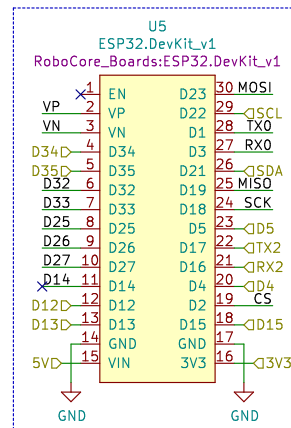 U5
ESP32.DevKit_v1
RoboCore_Boards:ESP32.DevKit_v1
1 EN D23 30 MOSI
VP 2 VP D22 29 SCL
VN 3 VN D1 28 TX0
D34 4 D34 D3 27 RX0
D35 5 D35 D21 26 SDA
D32 6 D32 D19 25 MISO
D33 7 D33 D18 24 SCK
D25 8 D25 D5 23 D5
D26 9 D26 D17 22 TX2
D27 10 D27 D16 21 RX2
D14 11 D14 D4 20 D4
D12 12 D12 D2 19 CS
D13 13 D13 D15 18 D15
14 GND GND 17
5V 15 VIN 3V3 16 3V3
GND GND